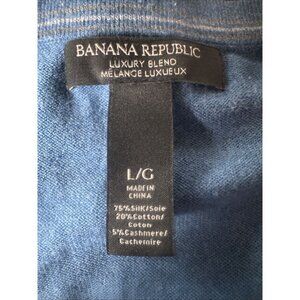 BANANA REPUBLIC
LUXURY BLEND
MÉLANGE LUXUEUX
L/G
MADE IN
CHINA
75%Silk/Soie
20%Cotton/
Coton
5%Cashmere/
Cachemire